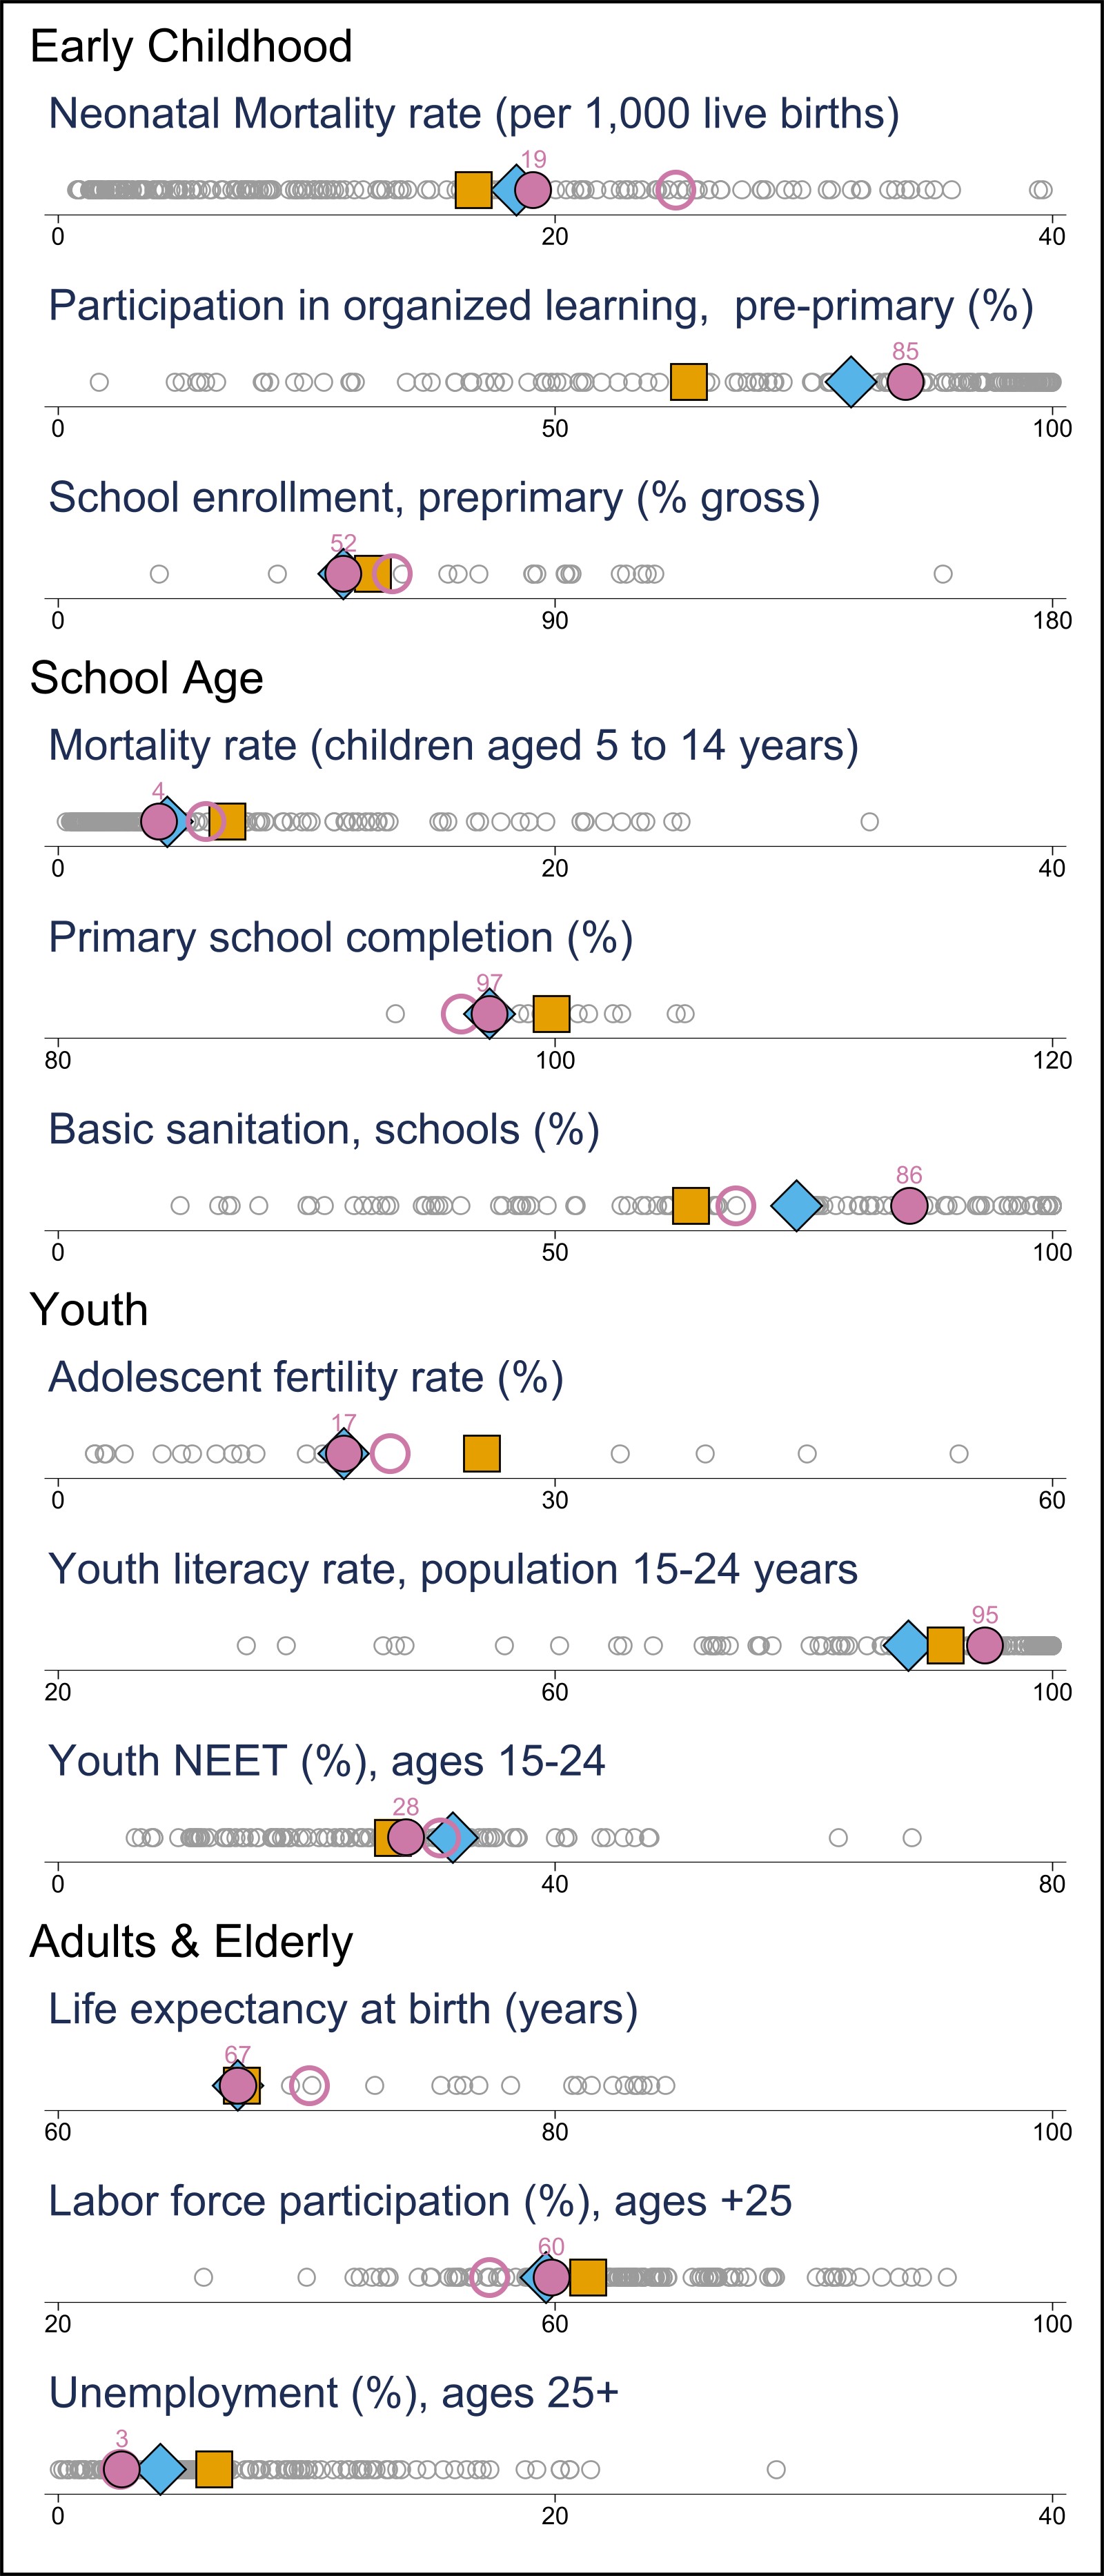 Early Childhood
Neonatal Mortality rate (per 1,000 live births)
19
0 20 40
Participation in organized learning,  pre-primary (%)
85
0 50 100
School enrollment, preprimary (% gross)
52
0 90 180
School Age
Mortality rate (children aged 5 to 14 years)
4
0 20 40
Primary school completion (%)
97
80 100 120
Basic sanitation, schools (%)
86
0 50 100
Youth
Adolescent fertility rate (%)
17
0 30 60
Youth literacy rate, population 15-24 years
95
20 60 100
Youth NEET (%), ages 15-24
28
0 40 80
Adults & Elderly
Life expectancy at birth (years)
67
60 80 100
Labor force participation (%), ages +25
60
20 60 100
Unemployment (%), ages 25+
3
0 20 40